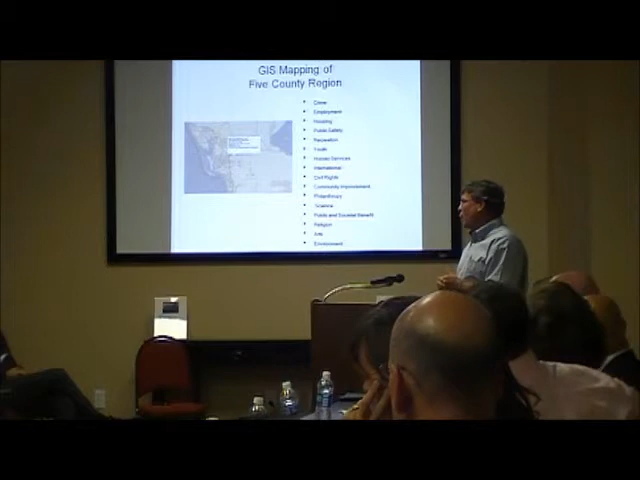 GIS Mapping of
Five County Region
Crime
Employment
Housing
Public Safety
Recreation
Youth
Human Services
International
Civil Rights
Community Improvement
Philanthropy
Science
Public and Societal Benefit
Religion
Arts
Environment